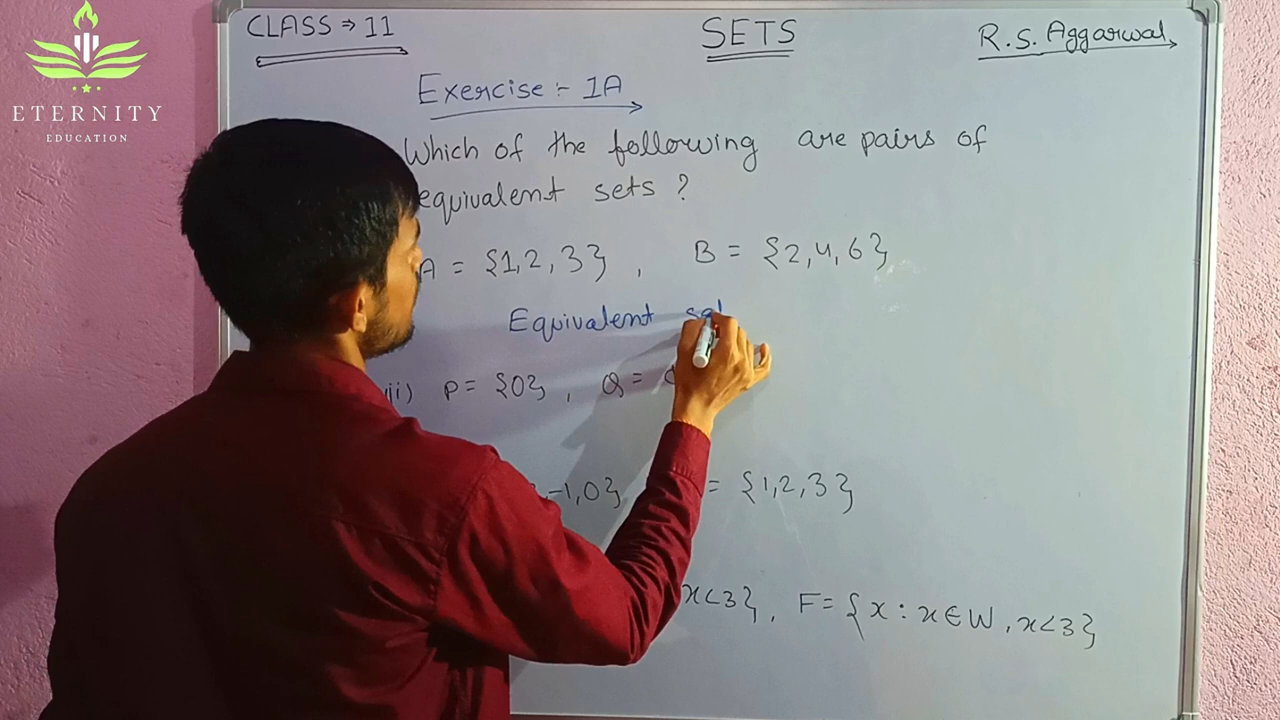 CLASS ⇒ 11 SETS R.S. Aggarwal
ETERNITY
EDUCATION
Exercise :- 1A
Which of the following are pairs of
equivalent sets ?
A = {1, 2, 3} , B = {2, 4, 6}
Equivalent
ii) P = {0} , Q =
-1, 0} = {1, 2, 3}
x<3} , F = {x : x ∈ W , x<3}